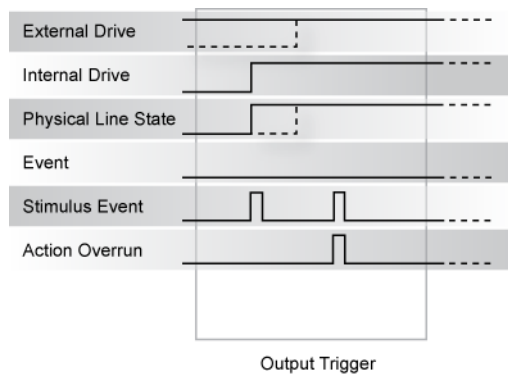 External Drive
Internal Drive
Physical Line State
Event
Stimulus Event
Action Overrun
Output Trigger